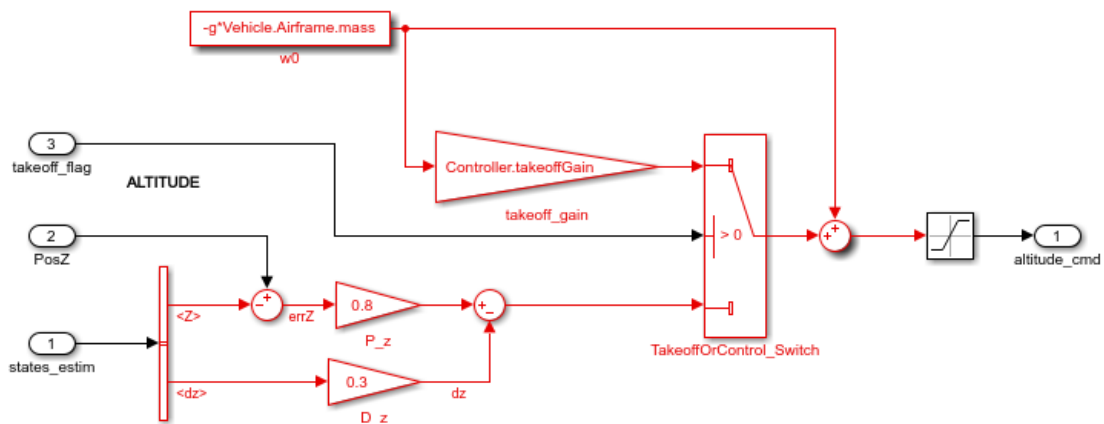 -g*Vehicle.Airframe.mass
w0
3
takeoff_flag
ALTITUDE
Controller.takeoffGain
takeoff_gain
2
PosZ
> 0
1
altitude_cmd
<Z>
errZ
0.8
P_z
TakeoffOrControl_Switch
1
states_estim
<dz>
0.3
dz
D_z